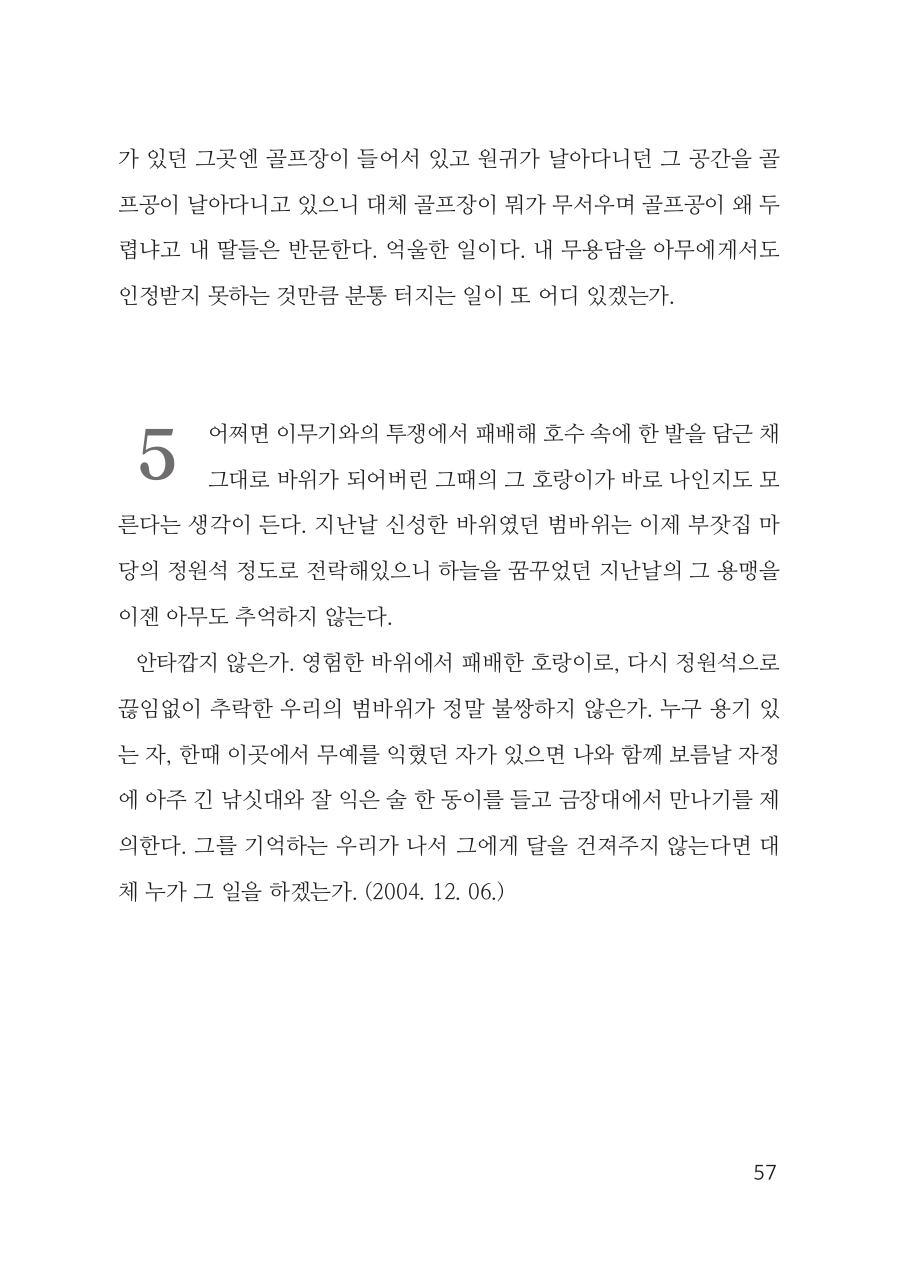 가 있던 그곳엔 골프장이 들어서 있고 원귀가 날아다니던 그 공간을 골
프공이 날아다니고 있으니 대체 골프장이 뭐가 무서우며 골프공이 왜 두
렵냐고 내 딸들은 반문한다. 억울한 일이다. 내 무용담을 아무에게서도
인정받지 못하는 것만큼 분통 터지는 일이 또 어디 있겠는가.
5
어쩌면 이무기와의 투쟁에서 패배해 호수 속에 한 발을 담근 채
그대로 바위가 되어버린 그때의 그 호랑이가 바로 나인지도 모
른다는 생각이 든다. 지난날 신성한 바위였던 범바위는 이제 부잣집 마
당의 정원석 정도로 전락해있으니 하늘을 꿈꾸었던 지난날의 그 용맹을
이젠 아무도 추억하지 않는다.
안타깝지 않은가. 영험한 바위에서 패배한 호랑이로, 다시 정원석으로
끊임없이 추락한 우리의 범바위가 정말 불쌍하지 않은가. 누구 용기 있
는 자, 한때 이곳에서 무예를 익혔던 자가 있으면 나와 함께 보름날 자정
에 아주 긴 낚싯대와 잘 익은 술 한 동이를 들고 금장대에서 만나기를 제
의한다. 그를 기억하는 우리가 나서 그에게 달을 건져주지 않는다면 대
체 누가 그 일을 하겠는가. (2004. 12. 06.)
57